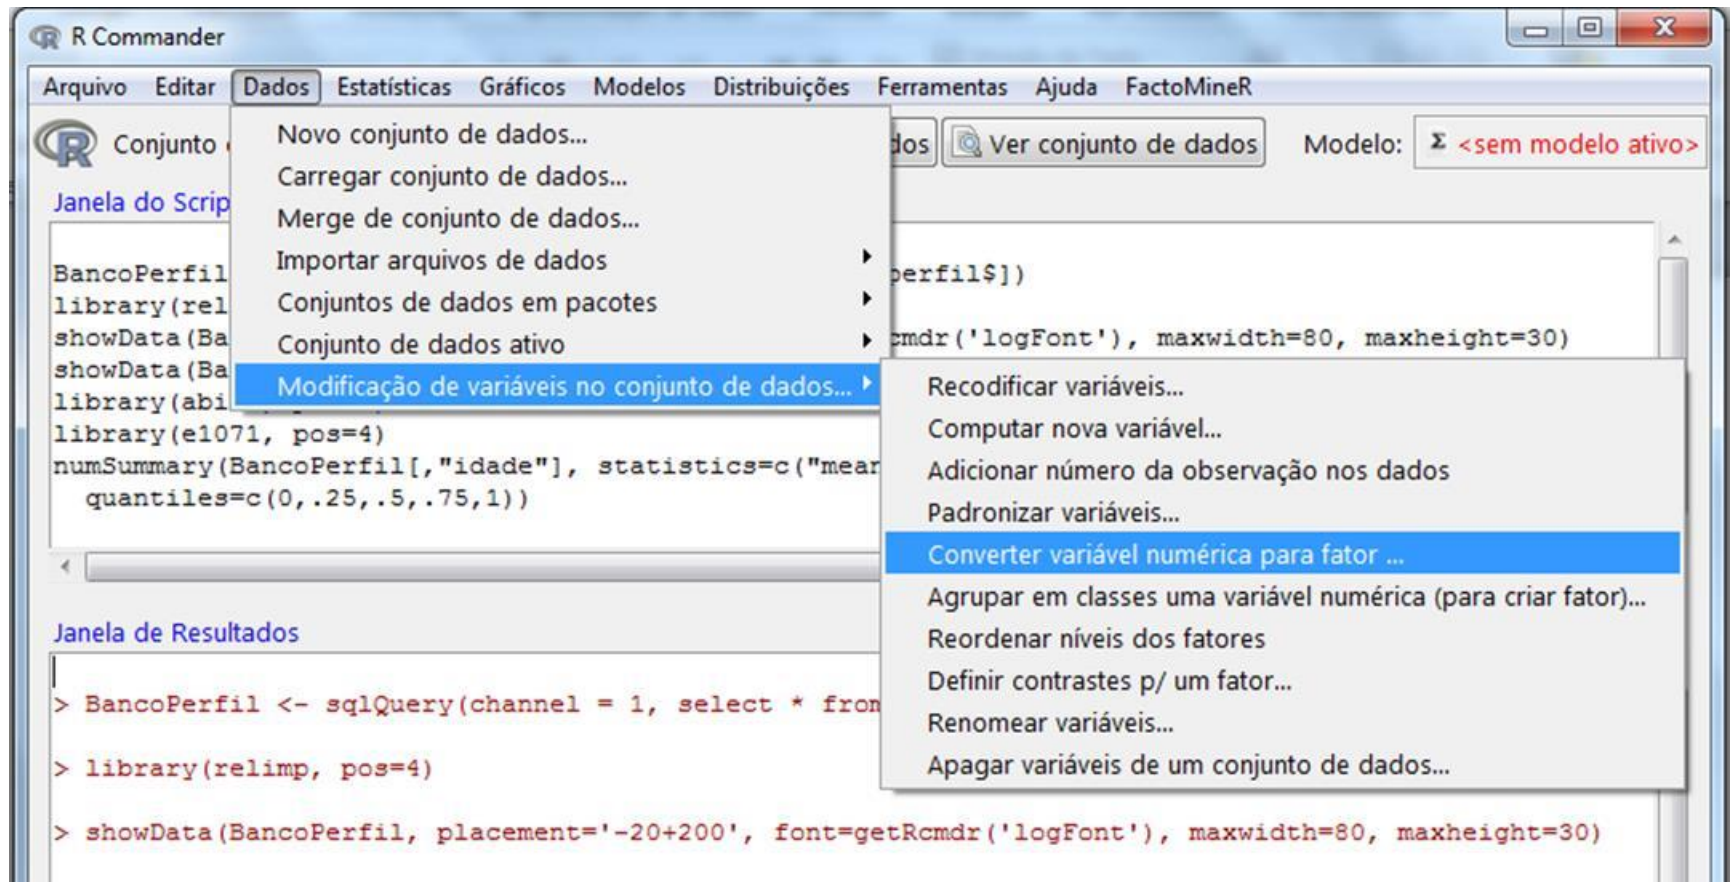 R Commander
Arquivo Editar Dados Estatísticas Gráficos Modelos Distribuições Ferramentas Ajuda FactoMineR
Conjunto
Ver conjunto de dados Modelo: Σ <sem modelo ativo>
Novo conjunto de dados...
Carregar conjunto de dados...
Merge de conjunto de dados...
Importar arquivos de dados
Conjuntos de dados em pacotes
Conjunto de dados ativo
Modificação de variáveis no conjunto de dados...
Recodificar variáveis...
Computar nova variável...
Adicionar número da observação nos dados
Padronizar variáveis...
Converter variável numérica para fator ...
Agrupar em classes uma variável numérica (para criar fator)...
Reordenar níveis dos fatores
Definir contrastes p/ um fator...
Renomear variáveis...
Apagar variáveis de um conjunto de dados...
Janela do Scrip
BancoPerfil perfil$])
library(rel
showData(Ba cmdr('logFont'), maxwidth=80, maxheight=30)
showData(Ba
library(abi
library(e1071, pos=4)
numSummary(BancoPerfil[,"idade"], statistics=c("mear
quantiles=c(0,.25,.5,.75,1))
Janela de Resultados
> BancoPerfil <- sqlQuery(channel = 1, select * from
> library(relimp, pos=4)
> showData(BancoPerfil, placement='-20+200', font=getRcmdr('logFont'), maxwidth=80, maxheight=30)